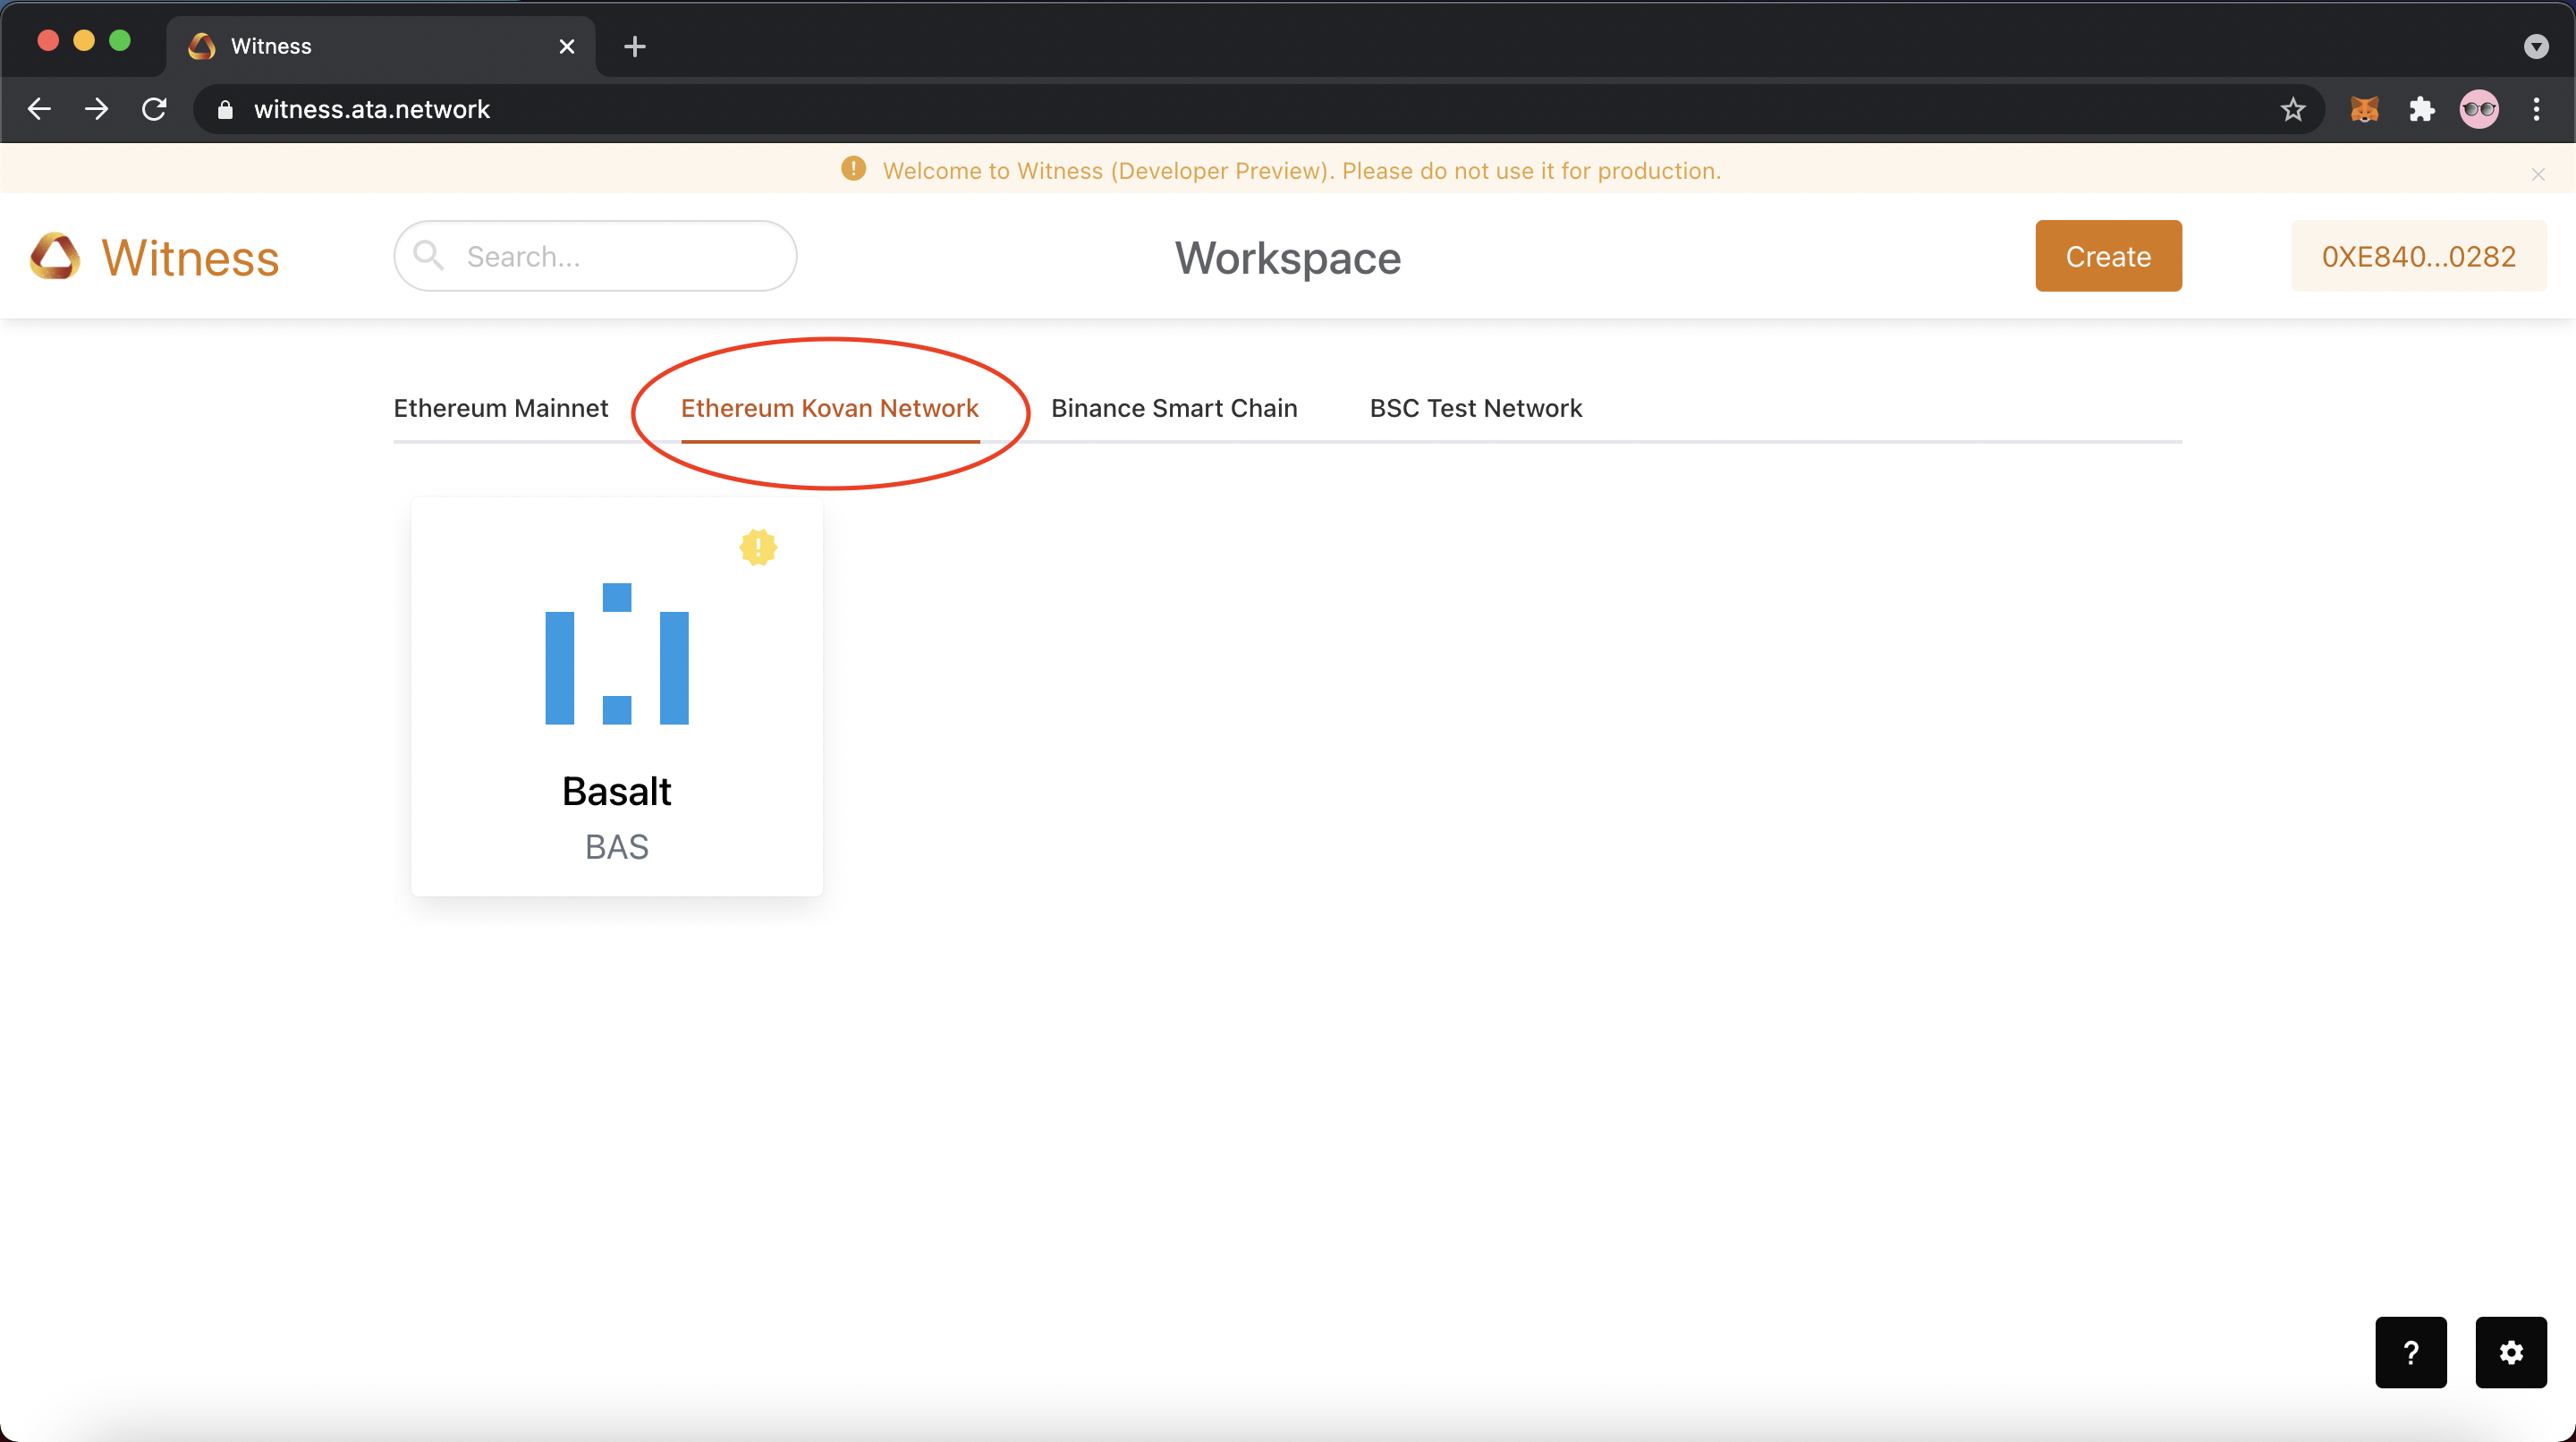 Witness
witness.ata.network
Welcome to Witness (Developer Preview). Please do not use it for production.
Witness
Search...
Workspace
Create
0XE840...0282
Ethereum Mainnet
Ethereum Kovan Network
Binance Smart Chain
BSC Test Network
Basalt
BAS
?